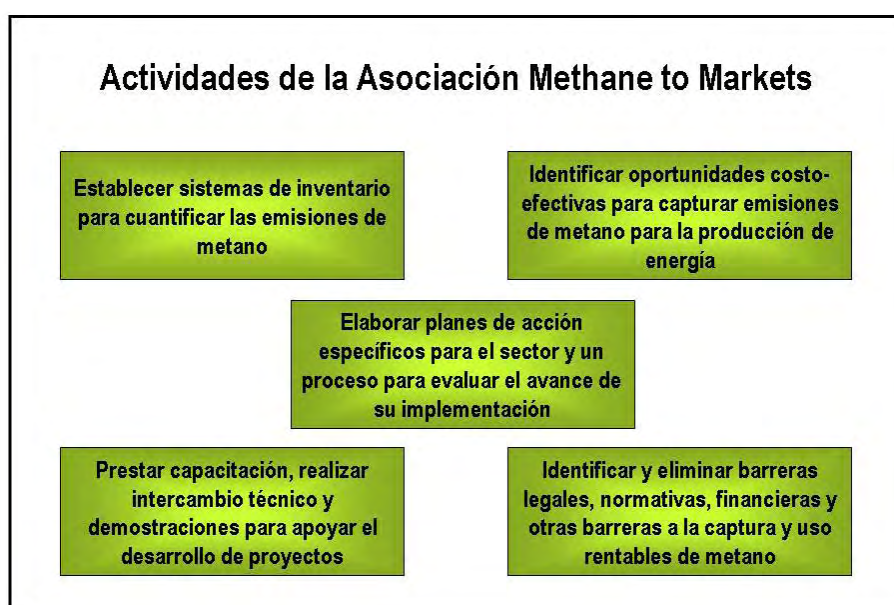 Actividades de la Asociación Methane to Markets
Establecer sistemas de inventario
para cuantificar las emisiones de
metano
Identificar oportunidades costo-
efectivas para capturar emisiones
de metano para la producción de
energía
Elaborar planes de acción
específicos para el sector y un
proceso para evaluar el avance de
su implementación
Prestar capacitación, realizar
intercambio técnico y
demostraciones para apoyar el
desarrollo de proyectos
Identificar y eliminar barreras
legales, normativas, financieras y
otras barreras a la captura y uso
rentables de metano